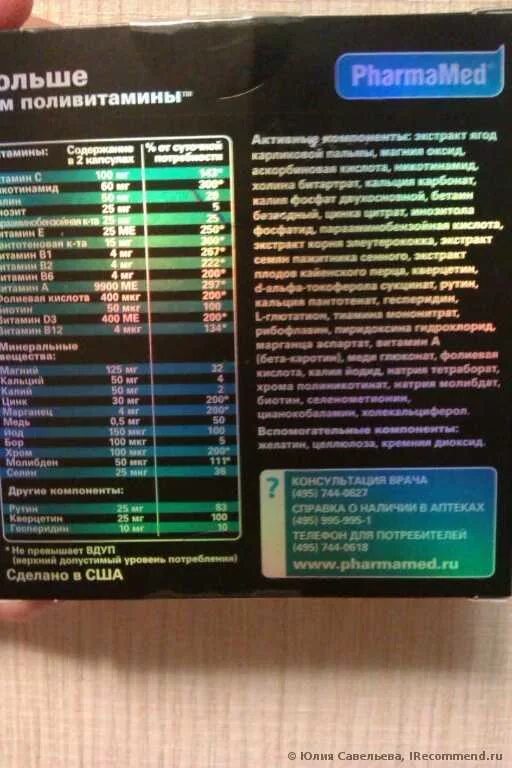 ольше
м поливитамины™
PharmaMed®
тамины:
Содержание
в 2 капсулах
% от суточной
потребности
тамин С 100 мг 143*
икотинамид 60 мг 300*
олин 50 мг
нозит 25 мг 5
арааминобензойная к-та 25 мг 25
итамин Е 25 МЕ 250*
антотеновая к-та 15 мг 300*
итамин В1 4 мг 267*
итамин В2 4 мг 222*
итамин В6 4 мг 200*
итамин А 9900 МЕ 297*
Фолиевая кислота 400 мкг 200*
иотин 50 мкг 100
итамин D3 400 МЕ 200*
итамин В12 4 мкг 134*
Минеральные
вещества:
Магний 125 мг 32
Кальций 50 мг 4
Калий 50 мг 2
Цинк 30 мг 200*
Марганец 4 мг 200*
Медь 0,5 мг 50
Йод 150 мкг 100
Бор 100 мкг 5
Хром 100 мкг 200*
Молибден 50 мкг 111*
Селен 25 мкг 36
Другие компоненты:
Рутин 25 мг 83
Кверцетин 25 мг 100
Гесперидин 10 мг 10
* Не превышает ВДУП
(верхний допустимый уровень потребления)
Сделано в США
Активные компоненты: экстракт ягод
карликовой пальмы, магния оксид,
аскорбиновая кислота, никотинамид,
холина битартрат, кальция карбонат,
калия фосфат двухосновной, бетаин
безводный, цинка цитрат, инозитола
фосфатид, парааминобензойная кислота,
экстракт корня элеутерококка, экстракт
семян пажитника сенного, экстракт
плодов кайенского перца, кверцетин,
d-альфа-токоферола сукцинат, рутин,
кальция пантотенат, гесперидин,
L-глутатион, тиамина мононитрат,
рибофлавин, пиридоксина гидрохлорид,
марганца аспартат, витамин А
(бета-каротин), меди глюконат, фолиевая
кислота, калия йодид, натрия тетраборат,
хрома полиникотинат, натрия молибдат,
биотин, селенометионин,
цианокобаламин, холекальциферол.
Вспомогательные компоненты:
желатин, целлюлоза, кремния диоксид.
? КОНСУЛЬТАЦИЯ ВРАЧА
(495) 744-0627
СПРАВКА О НАЛИЧИИ В АПТЕКАХ
(495) 995-995-1
ТЕЛЕФОН ДЛЯ ПОТРЕБИТЕЛЕЙ
(495) 744-0618
www.pharmamed.ru
© Юлия Савельева, IRecommend.ru